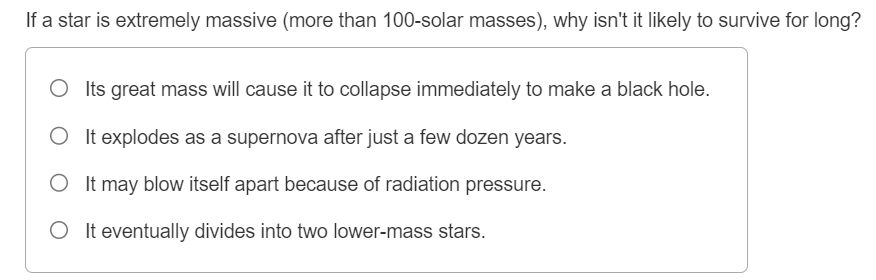 If a star is extremely massive (more than 100-solar masses), why isn't it likely to survive for long?
Its great mass will cause it to collapse immediately to make a black hole.
It explodes as a supernova after just a few dozen years.
It may blow itself apart because of radiation pressure.
It eventually divides into two lower-mass stars.